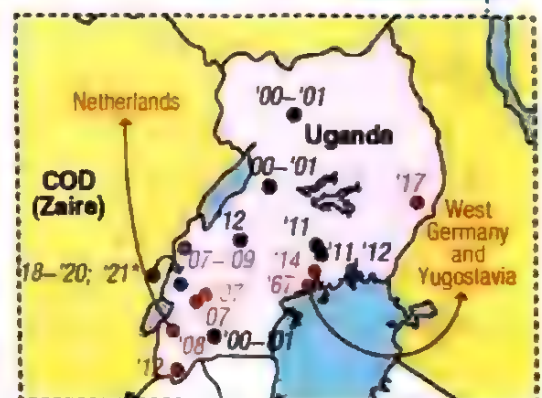 '00–'01
Netherlands
Uganda
COD
(Zaire)
00–'01
'17
West
Germany
and
Yugoslavia
'12
'11
'11, '12
'07–09
'14
18–'20; '21*
'67
07
'08
'00–'01
'12